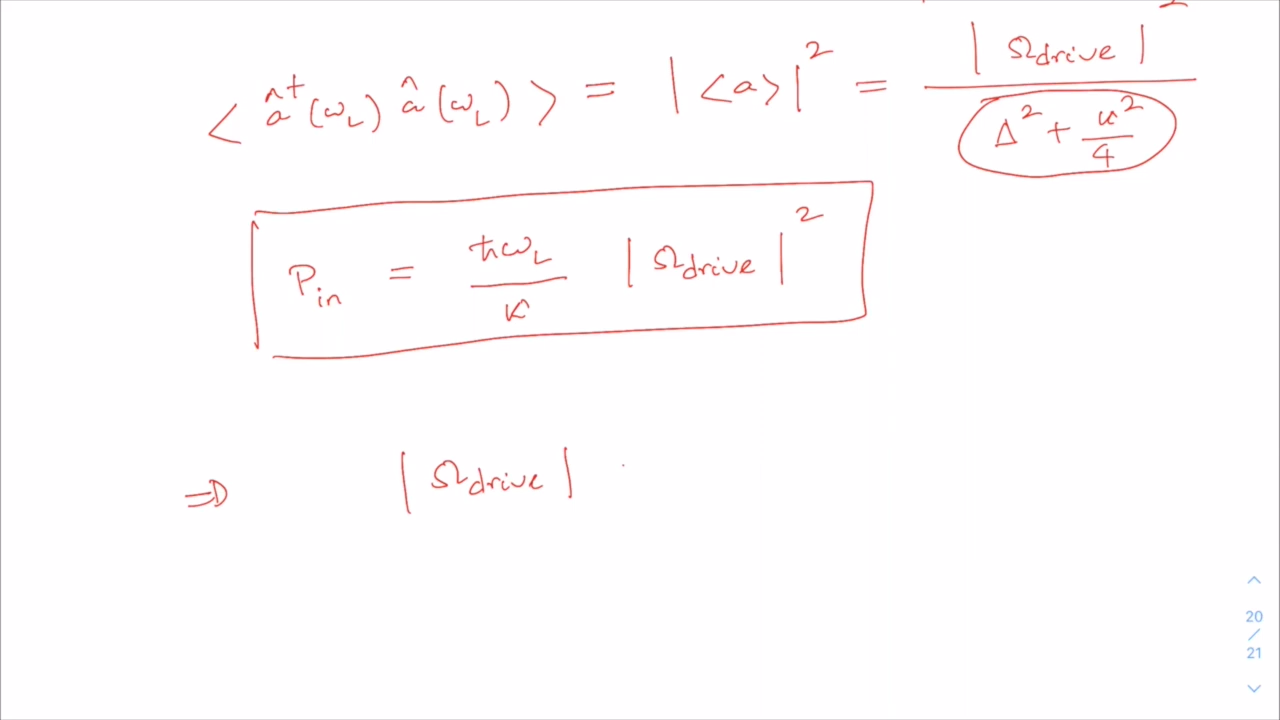 ⟨ â†(ω_L) â(ω_L) ⟩ = |⟨a⟩|² = |Ω_drive|² / (Δ² + κ²/4)
P_in = ħω_L / κ |Ω_drive|²
⇒ |Ω_drive|
20
/
21